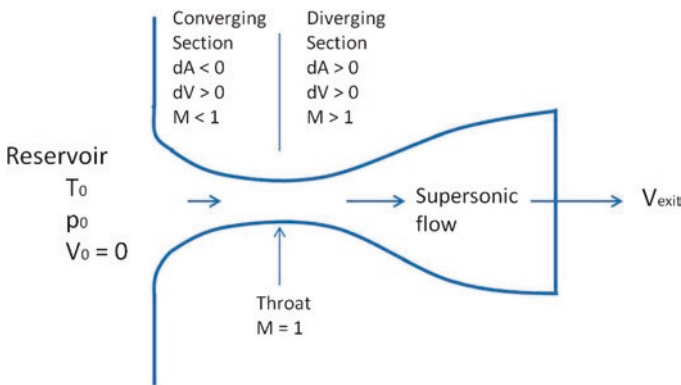 Converging
Section
dA < 0
dV > 0
M < 1
Diverging
Section
dA > 0
dV > 0
M > 1
Reservoir
T₀
p₀
V₀ = 0
Supersonic
flow
Vexit
Throat
M = 1